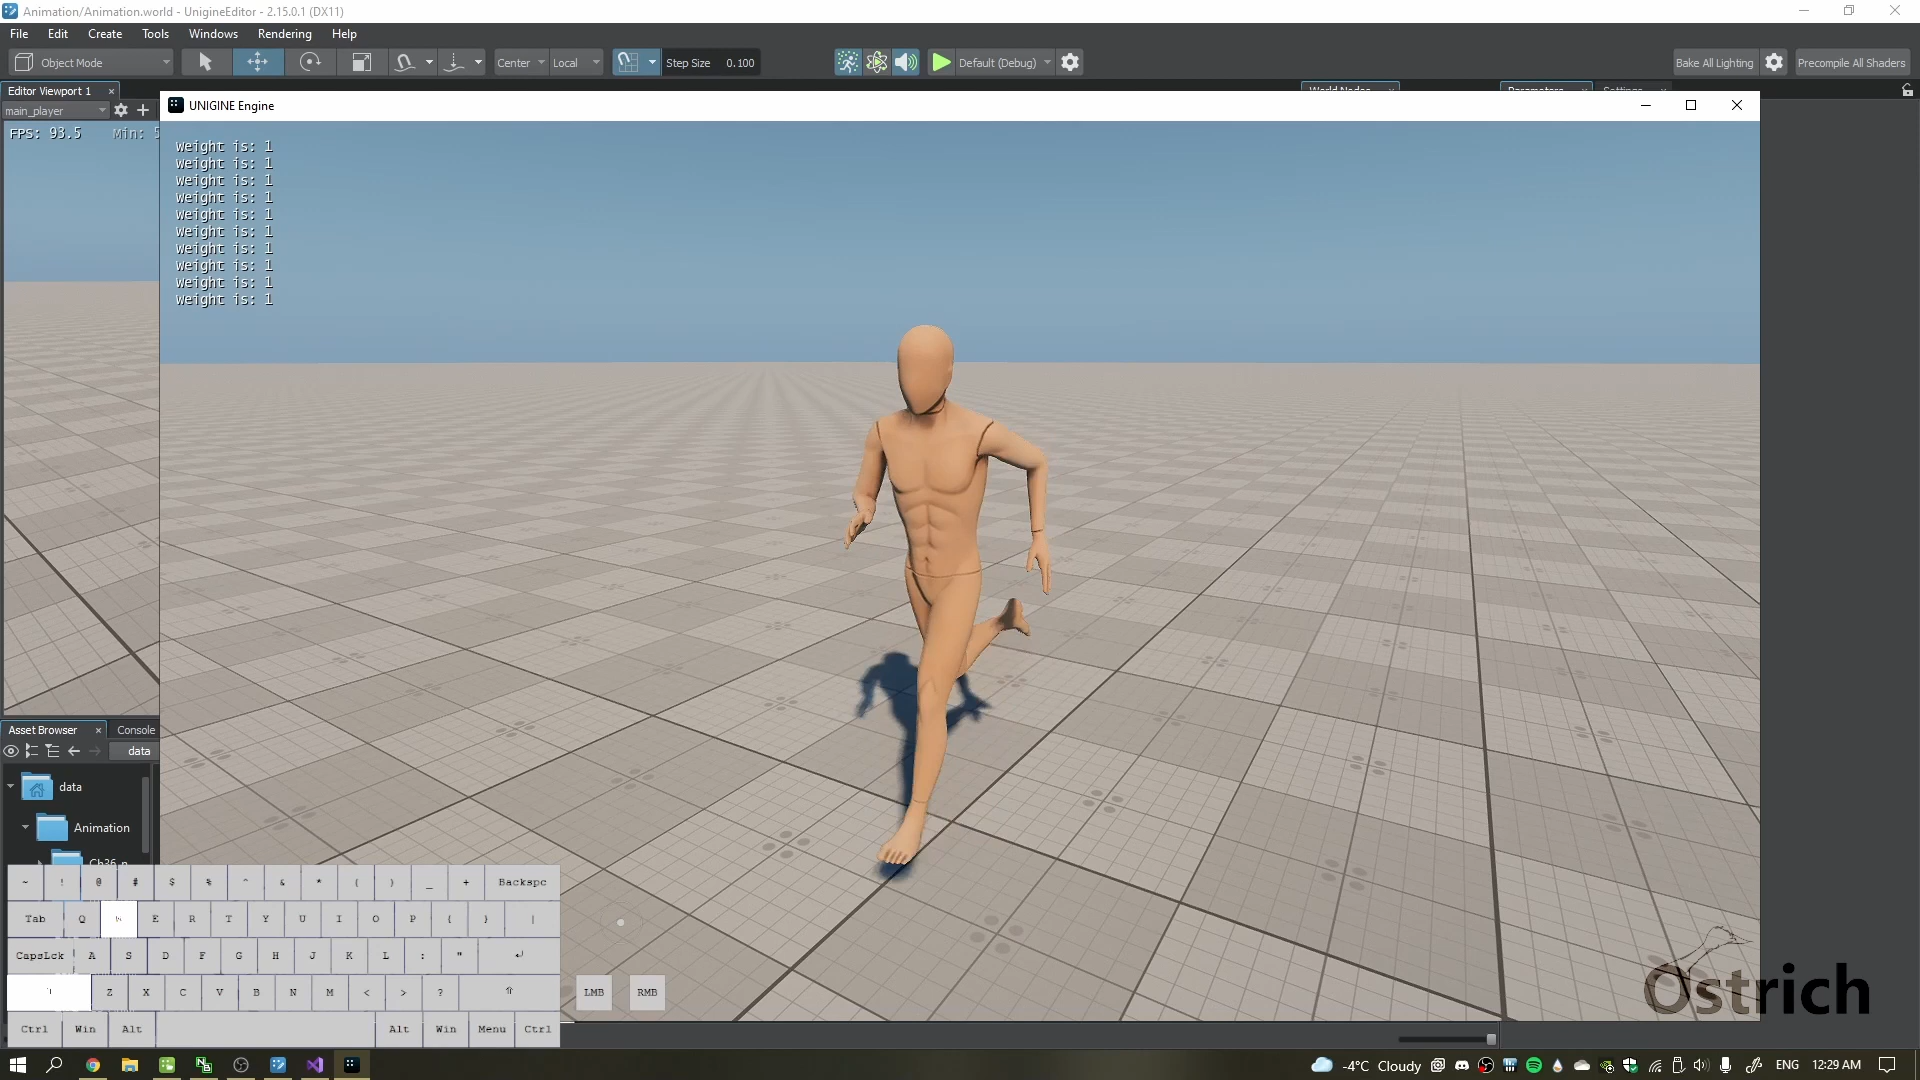 Animation/Animation.world - UnigineEditor - 2.15.0.1 (DX11)
File Edit Create Tools Windows Rendering Help
Object Mode Center Local Step Size 0.100 Default (Debug) Bake All Lighting Precompile All Shaders
Editor Viewport 1
main_player
FPS: 93.5 Min: 5
UNIGINE Engine
Weight is: 1
Weight is: 1
Weight is: 1
Weight is: 1
Weight is: 1
Weight is: 1
Weight is: 1
Weight is: 1
Weight is: 1
Weight is: 1
Asset Browser Console
data
data
Animation
~ ! @ # $ % ^ & * ( ) _ + Backspc
Tab Q W E R T Y U I O P { } |
CapsLck A S D F G H J K L : "
Z X C V B N M < > ?
Ctrl Win Alt Alt Win Menu Ctrl
LMB RMB
Ostrich
-4°C Cloudy ENG 12:29 AM